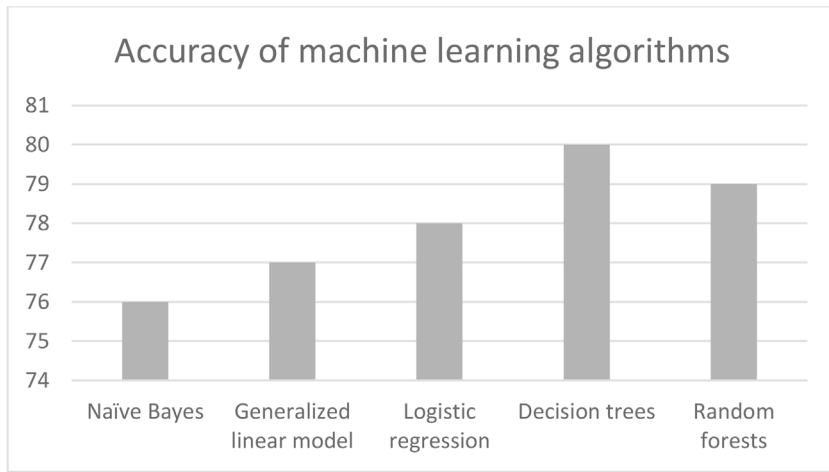 Accuracy of machine learning algorithms
81
80
79
78
77
76
75
74
Naïve Bayes
Generalized
linear model
Logistic
regression
Decision trees
Random
forests